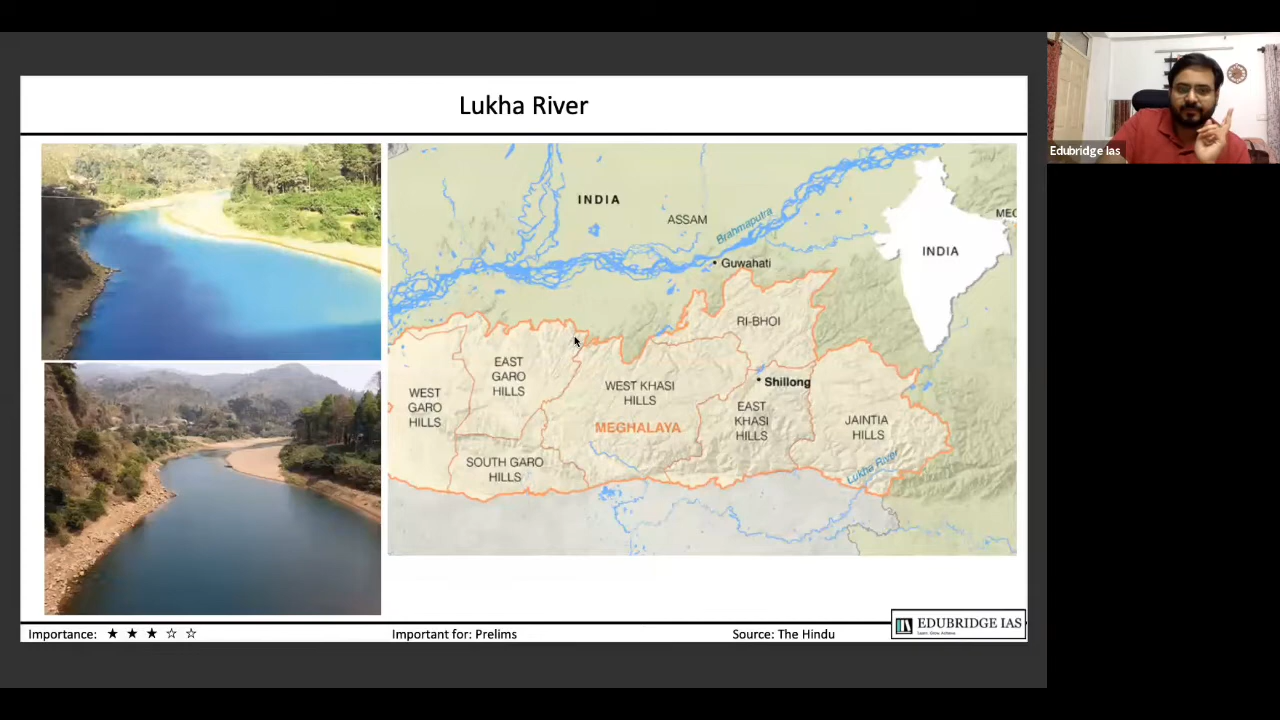 Lukha River
Edubridge Ias
INDIA
ASSAM
Brahmaputra
Guwahati
INDIA
RI-BHOI
EAST
GARO
HILLS
WEST
GARO
HILLS
WEST KHASI
HILLS
Shillong
EAST
KHASI
HILLS
JAINTIA
HILLS
MEGHALAYA
SOUTH GARO
HILLS
Lukha River
Importance: ★ ★ ★ ☆ ☆
Important for: Prelims
Source: The Hindu
EDUBRIDGE IAS